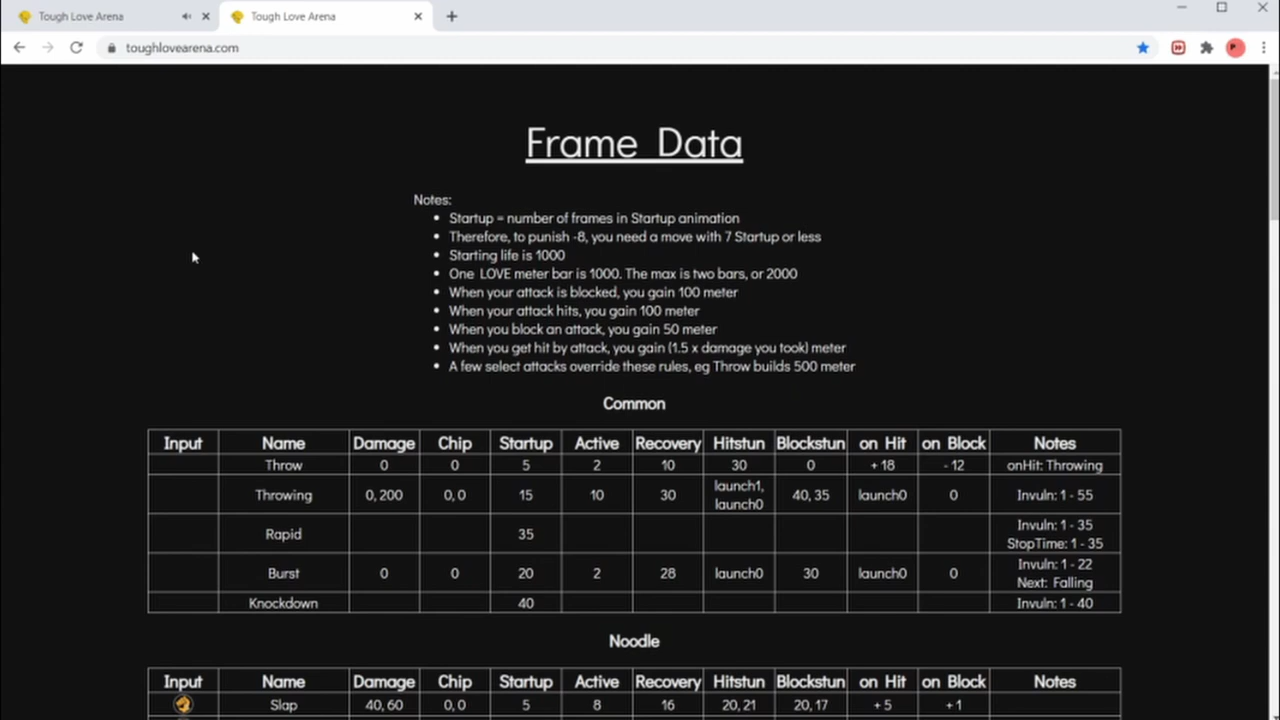 Tough Love Arena
Tough Love Arena
toughlovearena.com
Frame Data
Notes:
Startup = number of frames in Startup animation
Therefore, to punish -8, you need a move with 7 Startup or less
Starting life is 1000
One LOVE meter bar is 1000. The max is two bars, or 2000
When your attack is blocked, you gain 100 meter
When your attack hits, you gain 100 meter
When you block an attack, you gain 50 meter
When you get hit by attack, you gain (1.5 x damage you took) meter
A few select attacks override these rules, eg Throw builds 500 meter
Common
Input Name Damage Chip Startup Active Recovery Hitstun Blockstun on Hit on Block Notes
Throw 0 0 5 2 10 30 0 + 18 - 12 onHit: Throwing
Throwing 0, 200 0, 0 15 10 30 launch1, launch0 40, 35 launch0 0 Invuln: 1 - 55
Rapid 35 Invuln: 1 - 35
StopTime: 1 - 35
Burst 0 0 20 2 28 launch0 30 launch0 0 Invuln: 1 - 22
Next: Falling
Knockdown 40 Invuln: 1 - 40
Noodle
Input Name Damage Chip Startup Active Recovery Hitstun Blockstun on Hit on Block Notes
Slap 40, 60 0, 0 5 8 16 20, 21 20, 17 + 5 + 1